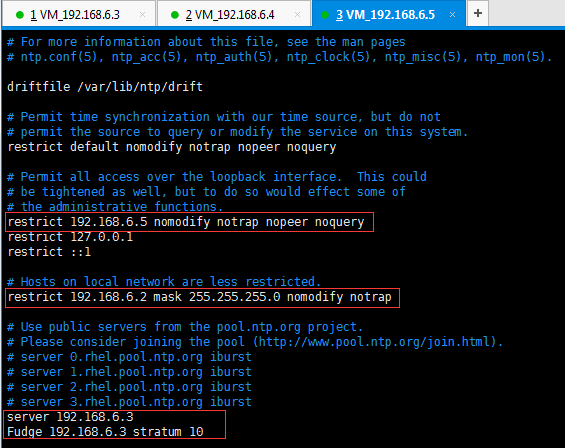 1 VM_192.168.6.3 × 2 VM_192.168.6.4 × 3 VM_192.168.6.5 × +
# For more information about this file, see the man pages
# ntp.conf(5), ntp_acc(5), ntp_auth(5), ntp_clock(5), ntp_misc(5), ntp_mon(5).
driftfile /var/lib/ntp/drift
# Permit time synchronization with our time source, but do not
# permit the source to query or modify the service on this system.
restrict default nomodify notrap nopeer noquery
# Permit all access over the loopback interface.  This could
# be tightened as well, but to do so would effect some of
# the administrative functions.
restrict 192.168.6.5 nomodify notrap nopeer noquery
restrict 127.0.0.1
restrict ::1
# Hosts on local network are less restricted.
restrict 192.168.6.2 mask 255.255.255.0 nomodify notrap
# Use public servers from the pool.ntp.org project.
# Please consider joining the pool (http://www.pool.ntp.org/join.html).
# server 0.rhel.pool.ntp.org iburst
# server 1.rhel.pool.ntp.org iburst
# server 2.rhel.pool.ntp.org iburst
# server 3.rhel.pool.ntp.org iburst
server 192.168.6.3
Fudge 192.168.6.3 stratum 10